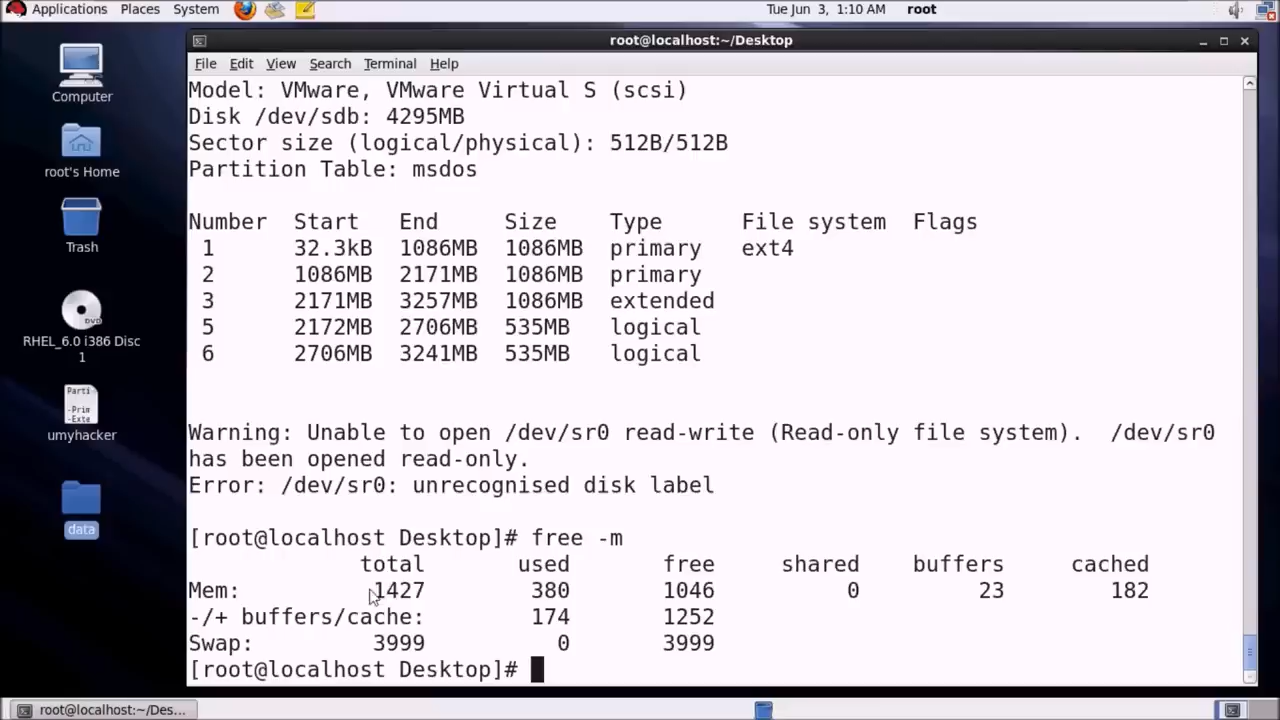 Applications Places System Tue Jun 3, 1:10 AM root
root@localhost:~/Desktop
File Edit View Search Terminal Help
Computer
root's Home
Trash
DVD
RHEL_6.0 i386 Disc
1
Parti
-Prim
-Exte
umyhacker
data
Model: VMware, VMware Virtual S (scsi)
Disk /dev/sdb: 4295MB
Sector size (logical/physical): 512B/512B
Partition Table: msdos
Number Start End Size Type File system Flags
1 32.3kB 1086MB 1086MB primary ext4
2 1086MB 2171MB 1086MB primary
3 2171MB 3257MB 1086MB extended
5 2172MB 2706MB 535MB logical
6 2706MB 3241MB 535MB logical
Warning: Unable to open /dev/sr0 read-write (Read-only file system). /dev/sr0
has been opened read-only.
Error: /dev/sr0: unrecognised disk label
[root@localhost Desktop]# free -m
total used free shared buffers cached
Mem: 1427 380 1046 0 23 182
-/+ buffers/cache: 174 1252
Swap: 3999 0 3999
[root@localhost Desktop]#
root@localhost:~/Des...